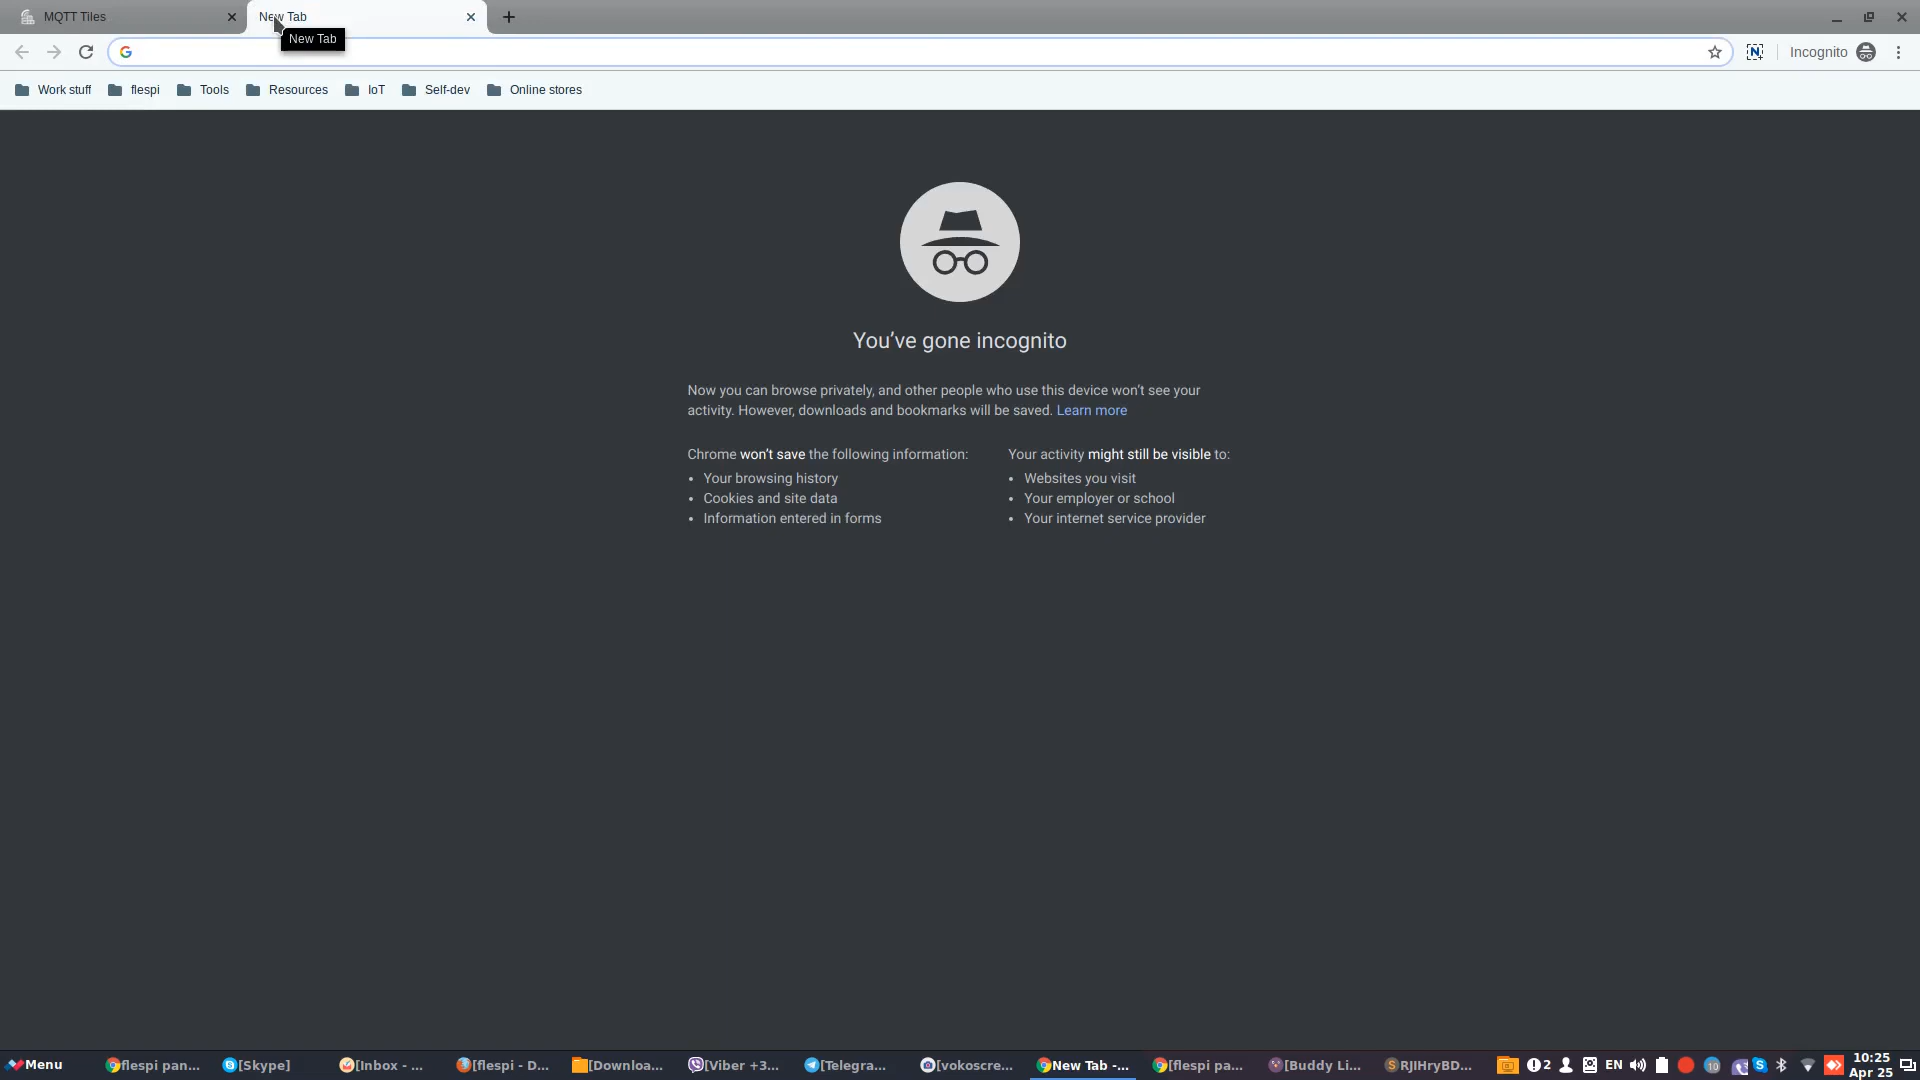 MQTT Tiles
New Tab
New Tab
Incognito
Work stuff
flespi
Tools
Resources
IoT
Self-dev
Online stores
You've gone incognito
Now you can browse privately, and other people who use this device won't see your
activity. However, downloads and bookmarks will be saved. Learn more
Chrome won't save the following information:
• Your browsing history
• Cookies and site data
• Information entered in forms
Your activity might still be visible to:
• Websites you visit
• Your employer or school
• Your internet service provider
Menu
flespi pan...
[Skype]
[Inbox - ...
[flespi - D...
[Downloa...
[Viber +3...
[Telegra...
[vokoscre...
New Tab -...
[flespi pa...
[Buddy Li...
RJIHryBD...
2
EN
10
10:25
Apr 25